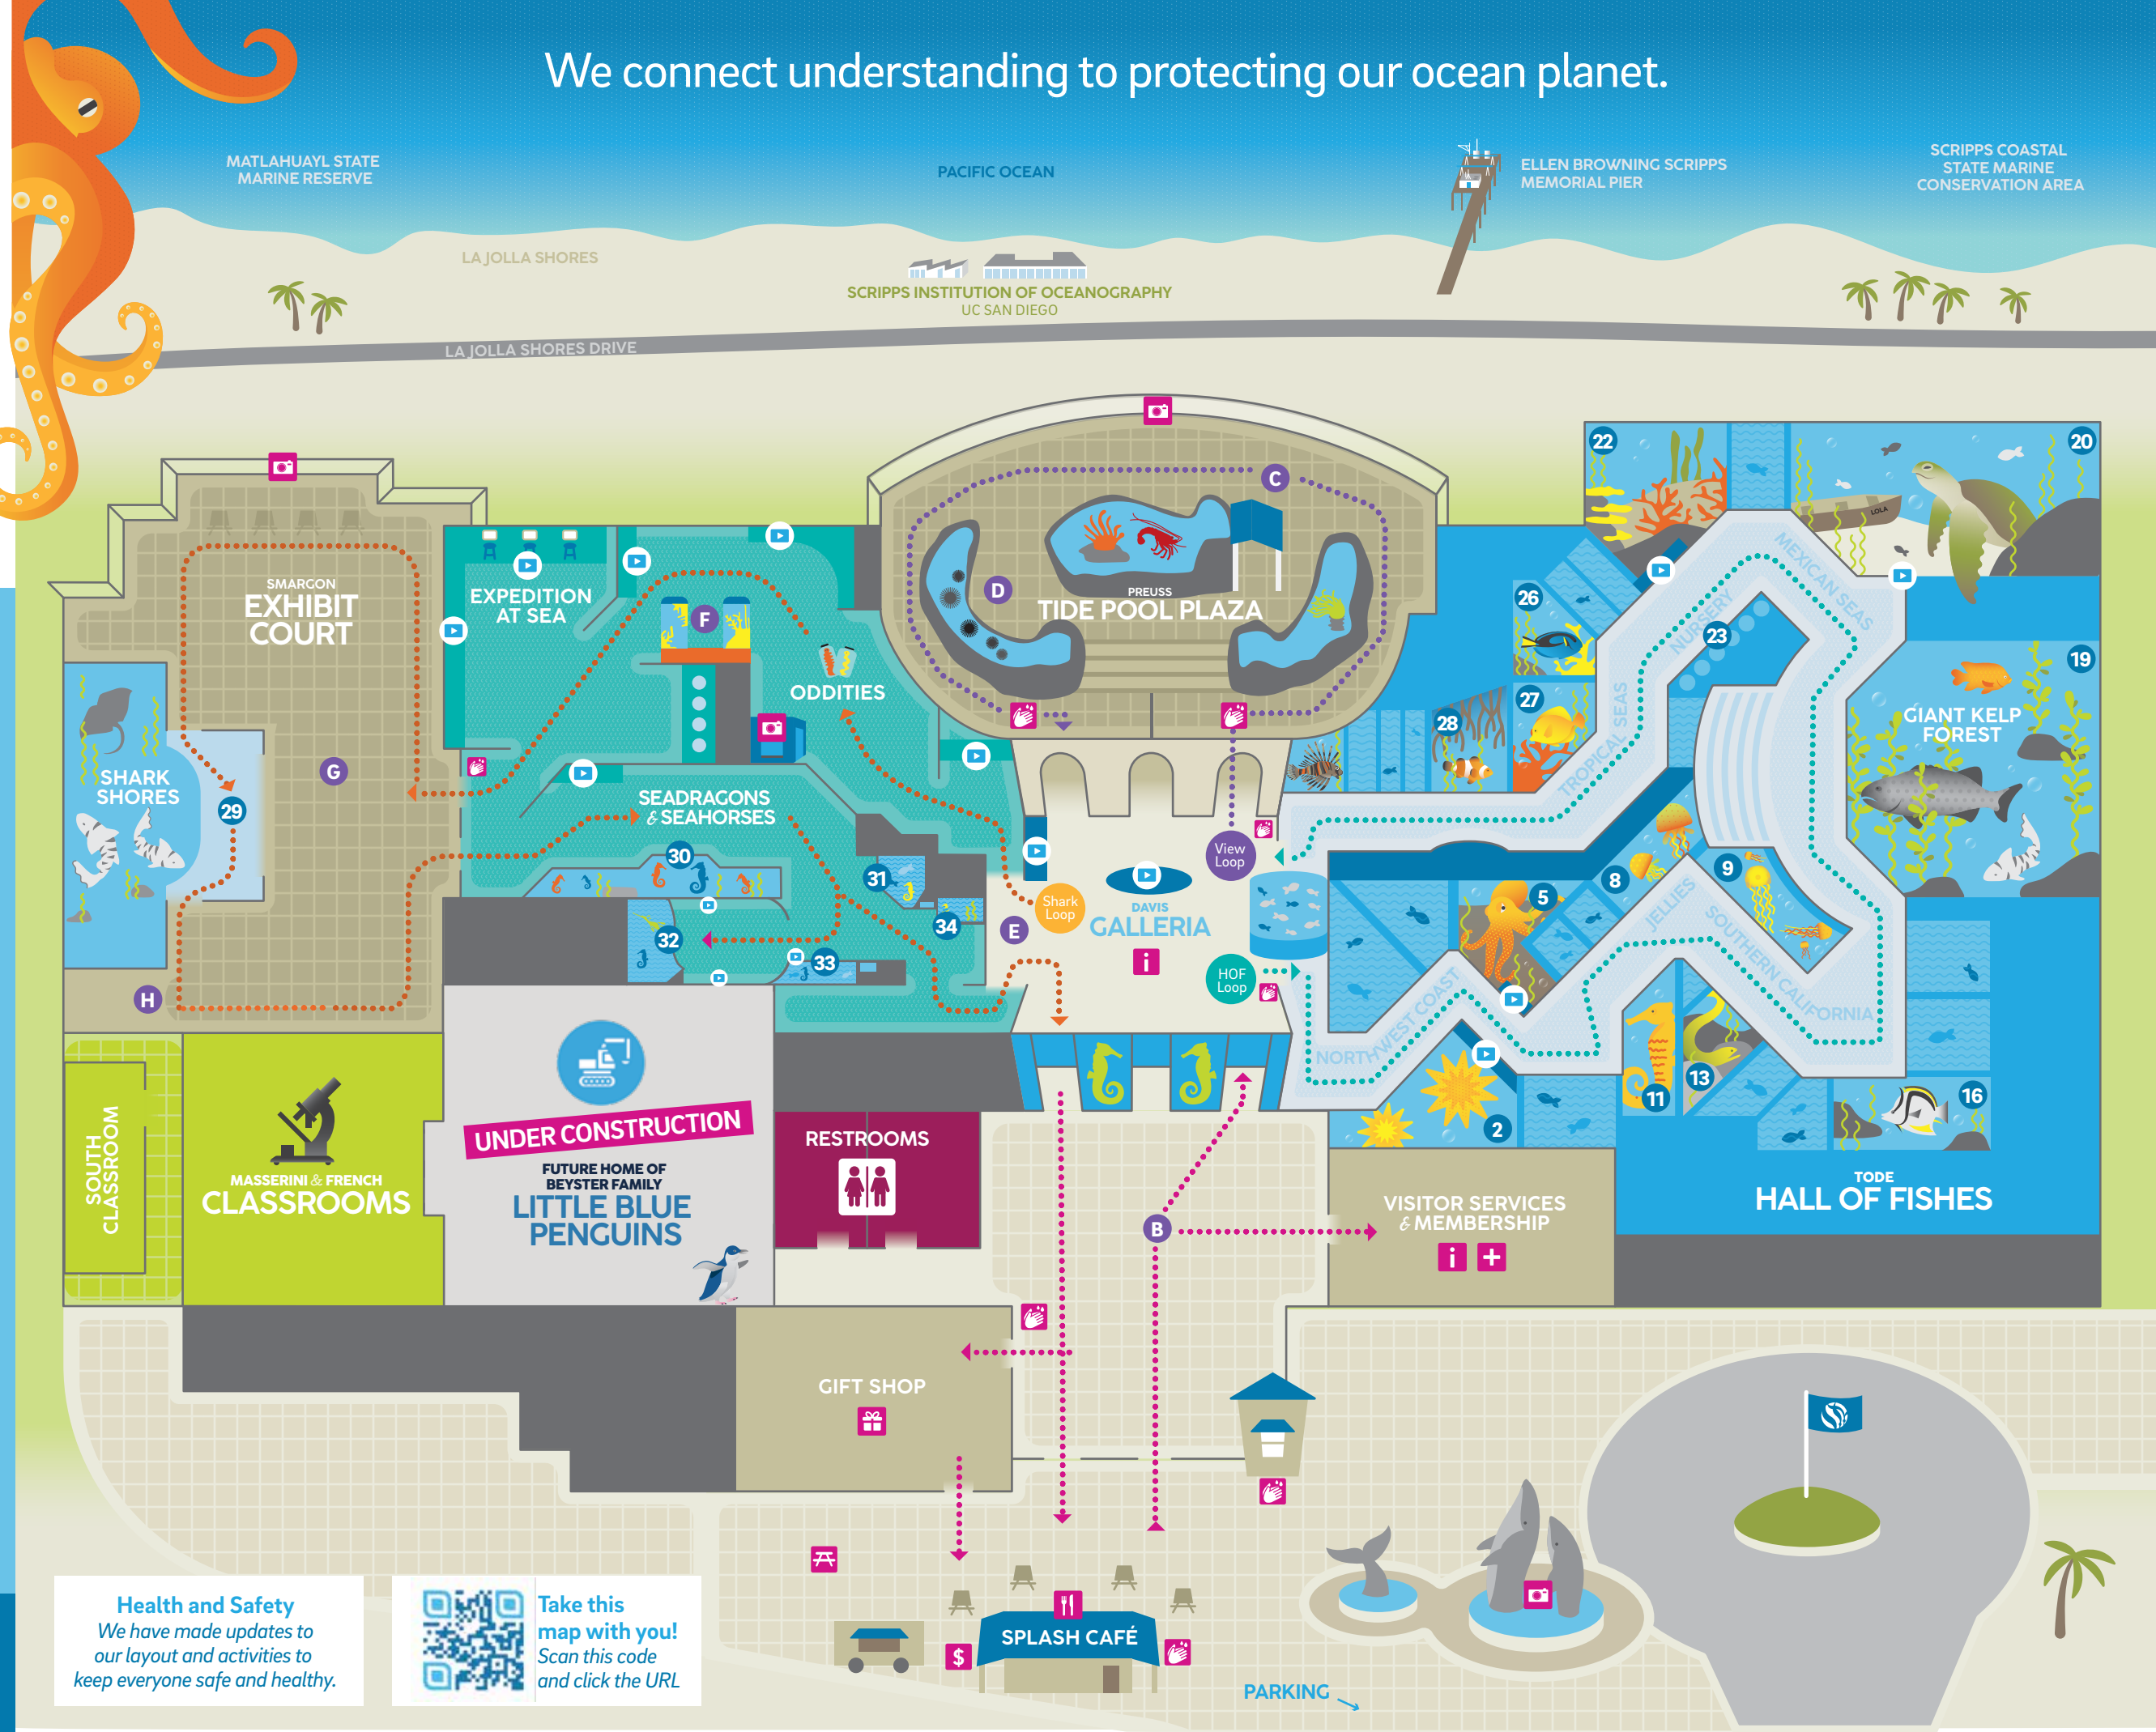 We connect understanding to protecting our ocean planet.
MATLAHUAYL STATE
MARINE RESERVE
PACIFIC OCEAN
ELLEN BROWNING SCRIPPS
MEMORIAL PIER
SCRIPPS COASTAL
STATE MARINE
CONSERVATION AREA
LA JOLLA SHORES
SCRIPPS INSTITUTION OF OCEANOGRAPHY
UC SAN DIEGO
LA JOLLA SHORES DRIVE
SMARGON
EXHIBIT
COURT
G
SHARK
SHORES
29
H
EXPEDITION
AT SEA
F
ODDITIES
SEADRAGONS
& SEAHORSES
30
31
32
33
34
E
C
D
PREUSS
TIDE POOL PLAZA
View
Loop
Shark
Loop
DAVIS
GALLERIA
i
HOF
Loop
22
20
LOLA
MEXICAN SEAS
NURSERY
23
26
27
28
TROPICAL SEAS
19
GIANT KELP
FOREST
5
8
9
JELLIES
SOUTHERN CALIFORNIA
NORTHWEST COAST
11
13
16
2
TODE
HALL OF FISHES
SOUTH
CLASSROOM
MASSERINI & FRENCH
CLASSROOMS
UNDER CONSTRUCTION
FUTURE HOME OF
BEYSTER FAMILY
LITTLE BLUE
PENGUINS
RESTROOMS
B
VISITOR SERVICES
& MEMBERSHIP
i +
GIFT SHOP
SPLASH CAFÉ
$
PARKING
Health and Safety
We have made updates to
our layout and activities to
keep everyone safe and healthy.
Take this
map with you!
Scan this code
and click the URL